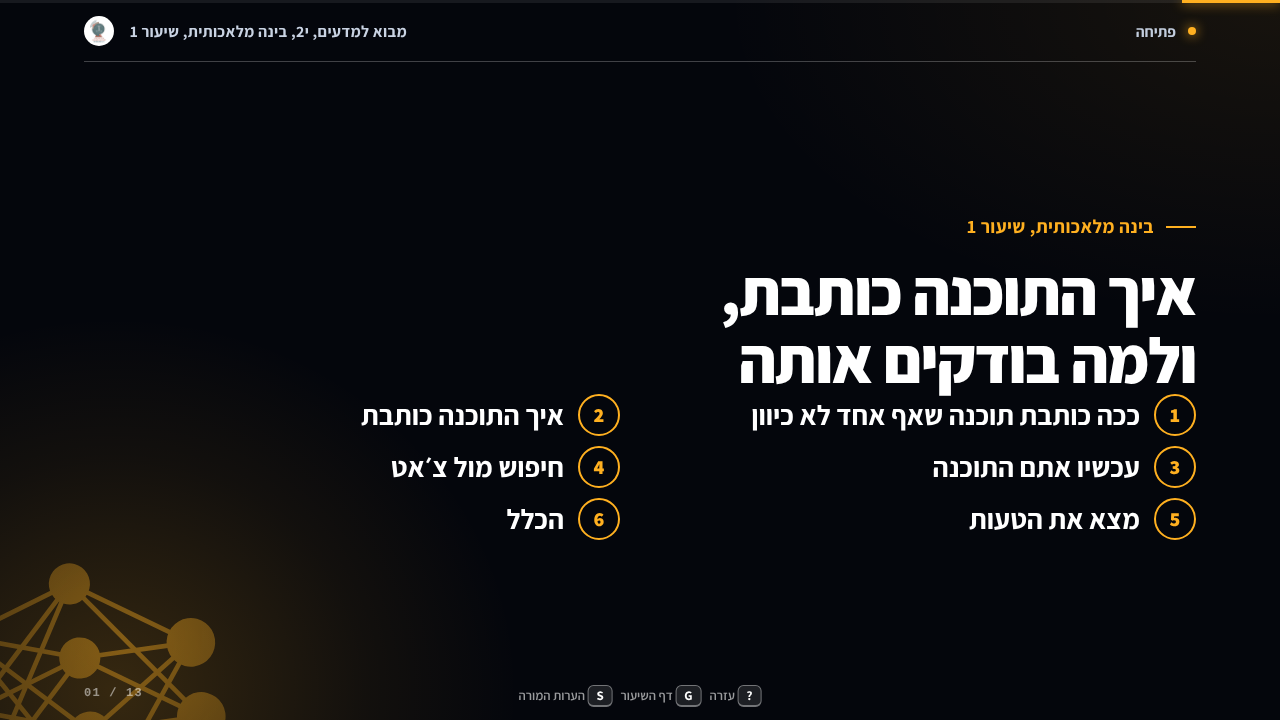 פתיחה
מבוא למדעים, י2, בינה מלאכותית, שיעור 1
בינה מלאכותית, שיעור 1
איך התוכנה כותבת,
ולמה בודקים אותה
1 ככה כותבת תוכנה שאף אחד לא כיוון
2 איך התוכנה כותבת
3 עכשיו אתם התוכנה
4 חיפוש מול צ׳אט
5 מצא את הטעות
6 הכלל
? עזרה G דף השיעור S הערות המורה
01 / 13